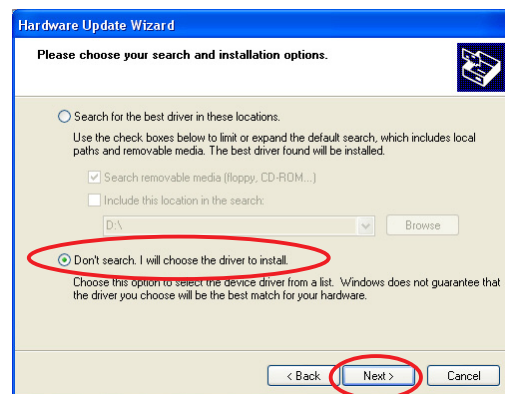 Hardware Update Wizard
Please choose your search and installation options.
Search for the best driver in these locations.
Use the check boxes below to limit or expand the default search, which includes local
paths and removable media. The best driver found will be installed.
Search removable media (floppy, CD-ROM...)
Include this location in the search:
D:\
Browse
Don't search. I will choose the driver to install.
Choose this option to select the device driver from a list. Windows does not guarantee that
the driver you choose will be the best match for your hardware.
< Back
Next >
Cancel